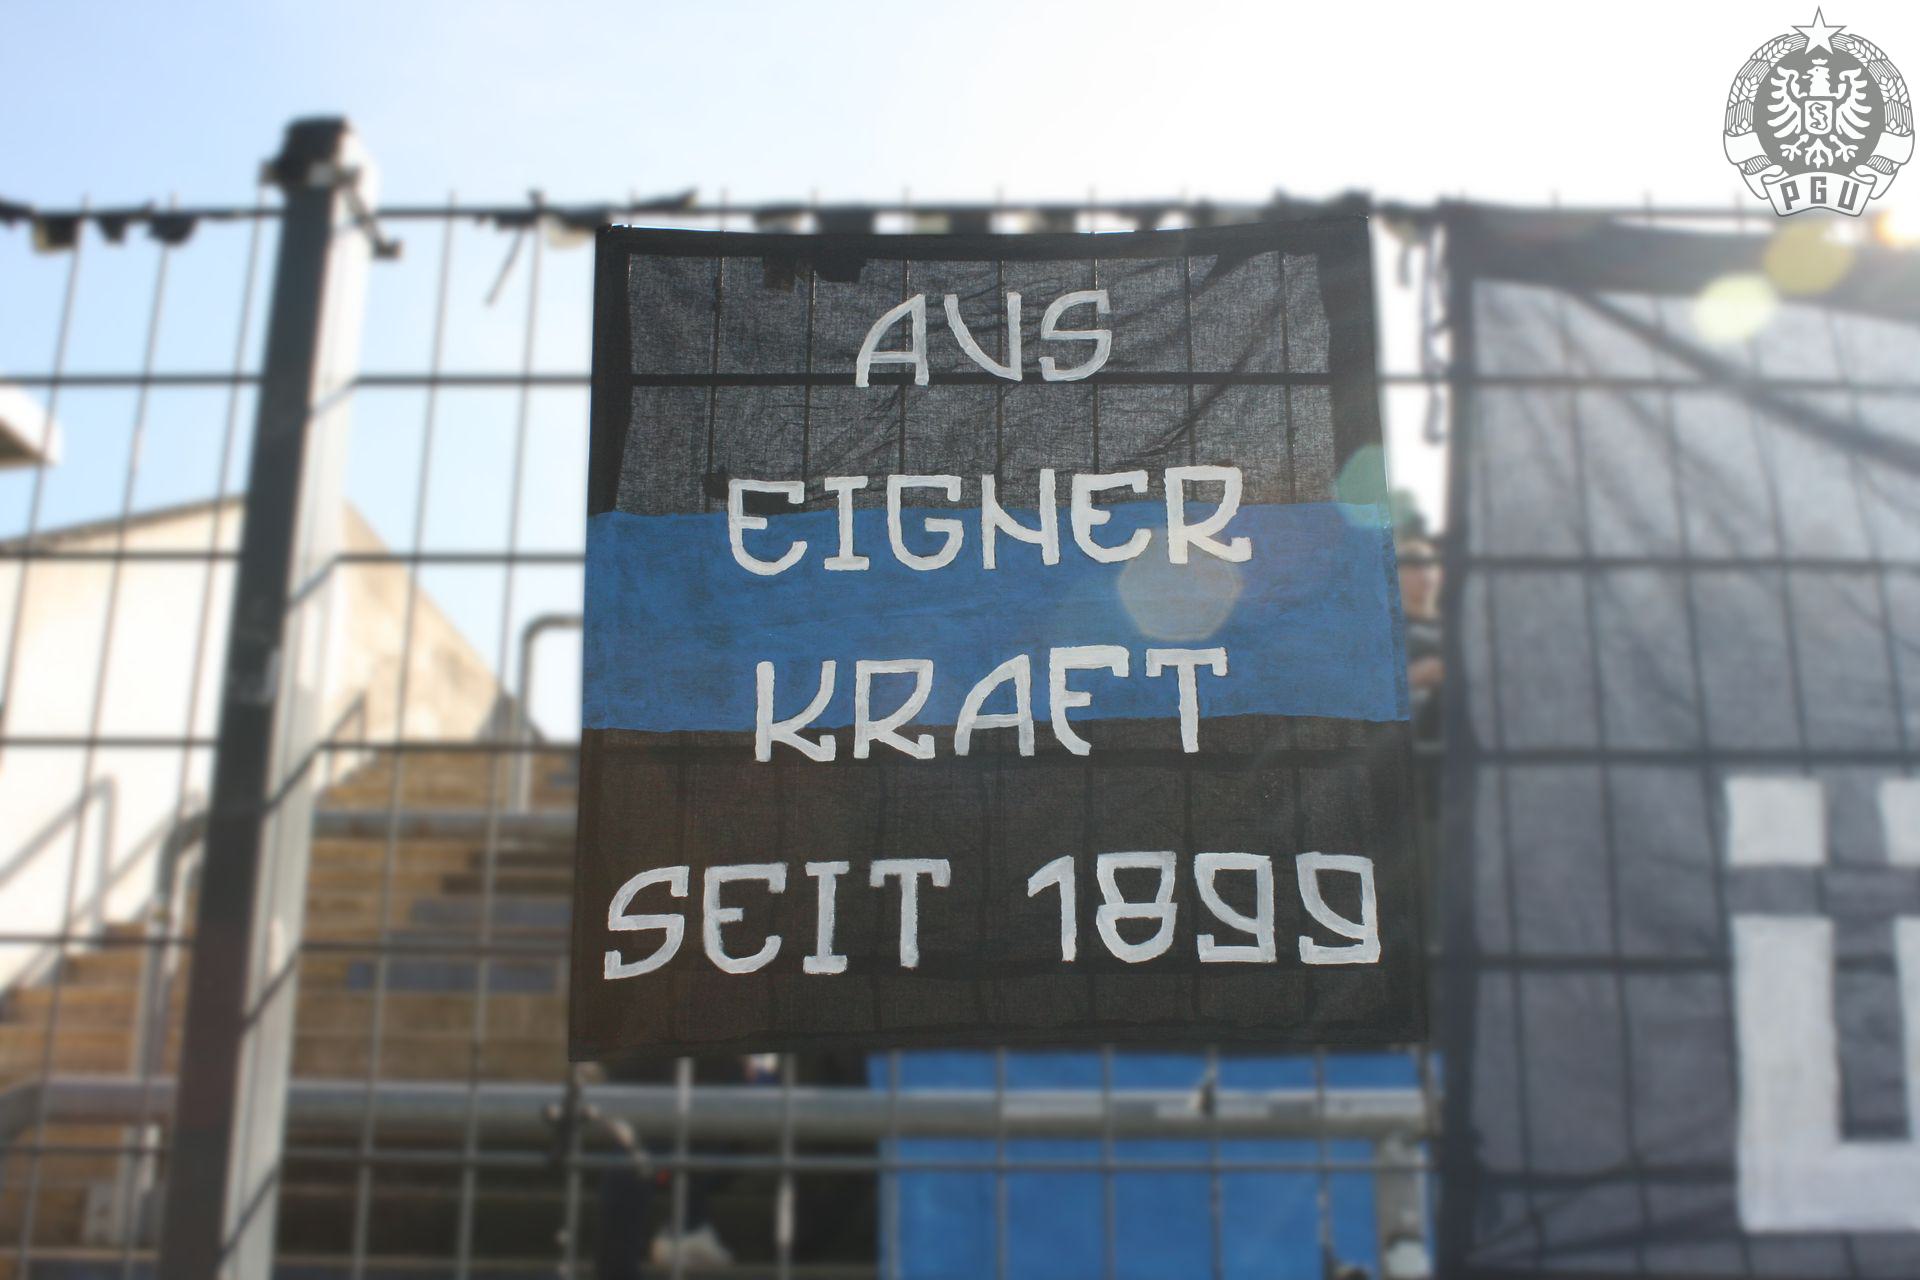 PGU
AUS
EIGNER
KRAFT
SEIT 1899